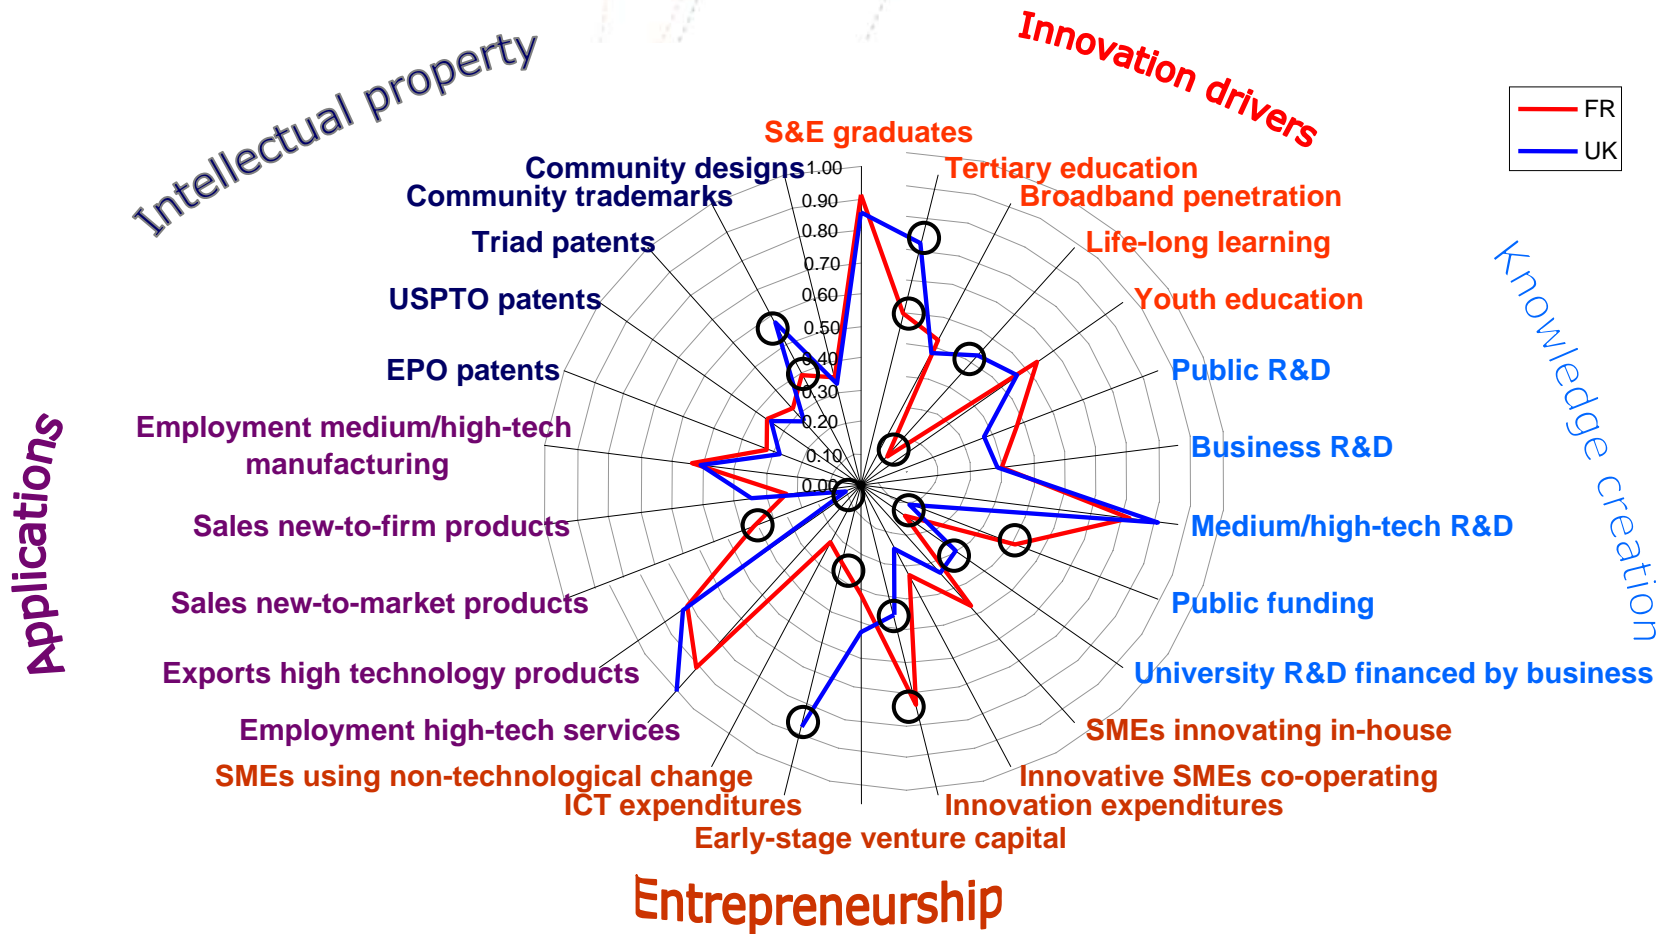 Innovation drivers
Intellectual property
FR
UK
S&E graduates
Community designs
1.00
Tertiary education
Community trademarks
0.90
Broadband penetration
0.80
Triad patents
Life-long learning
0.70
USPTO patents
0.60
Youth education
0.50
0.40
EPO patents
Public R&D
0.30
0.20
Employment medium/high-tech
manufacturing
Business R&D
0.10
0.00
Sales new-to-firm products
Medium/high-tech R&D
Knowledge creation
Applications
Sales new-to-market products
Public funding
Exports high technology products
University R&D financed by business
Employment high-tech services
SMEs innovating in-house
SMEs using non-technological change
Innovative SMEs co-operating
ICT expenditures
Innovation expenditures
Early-stage venture capital
Entrepreneurship